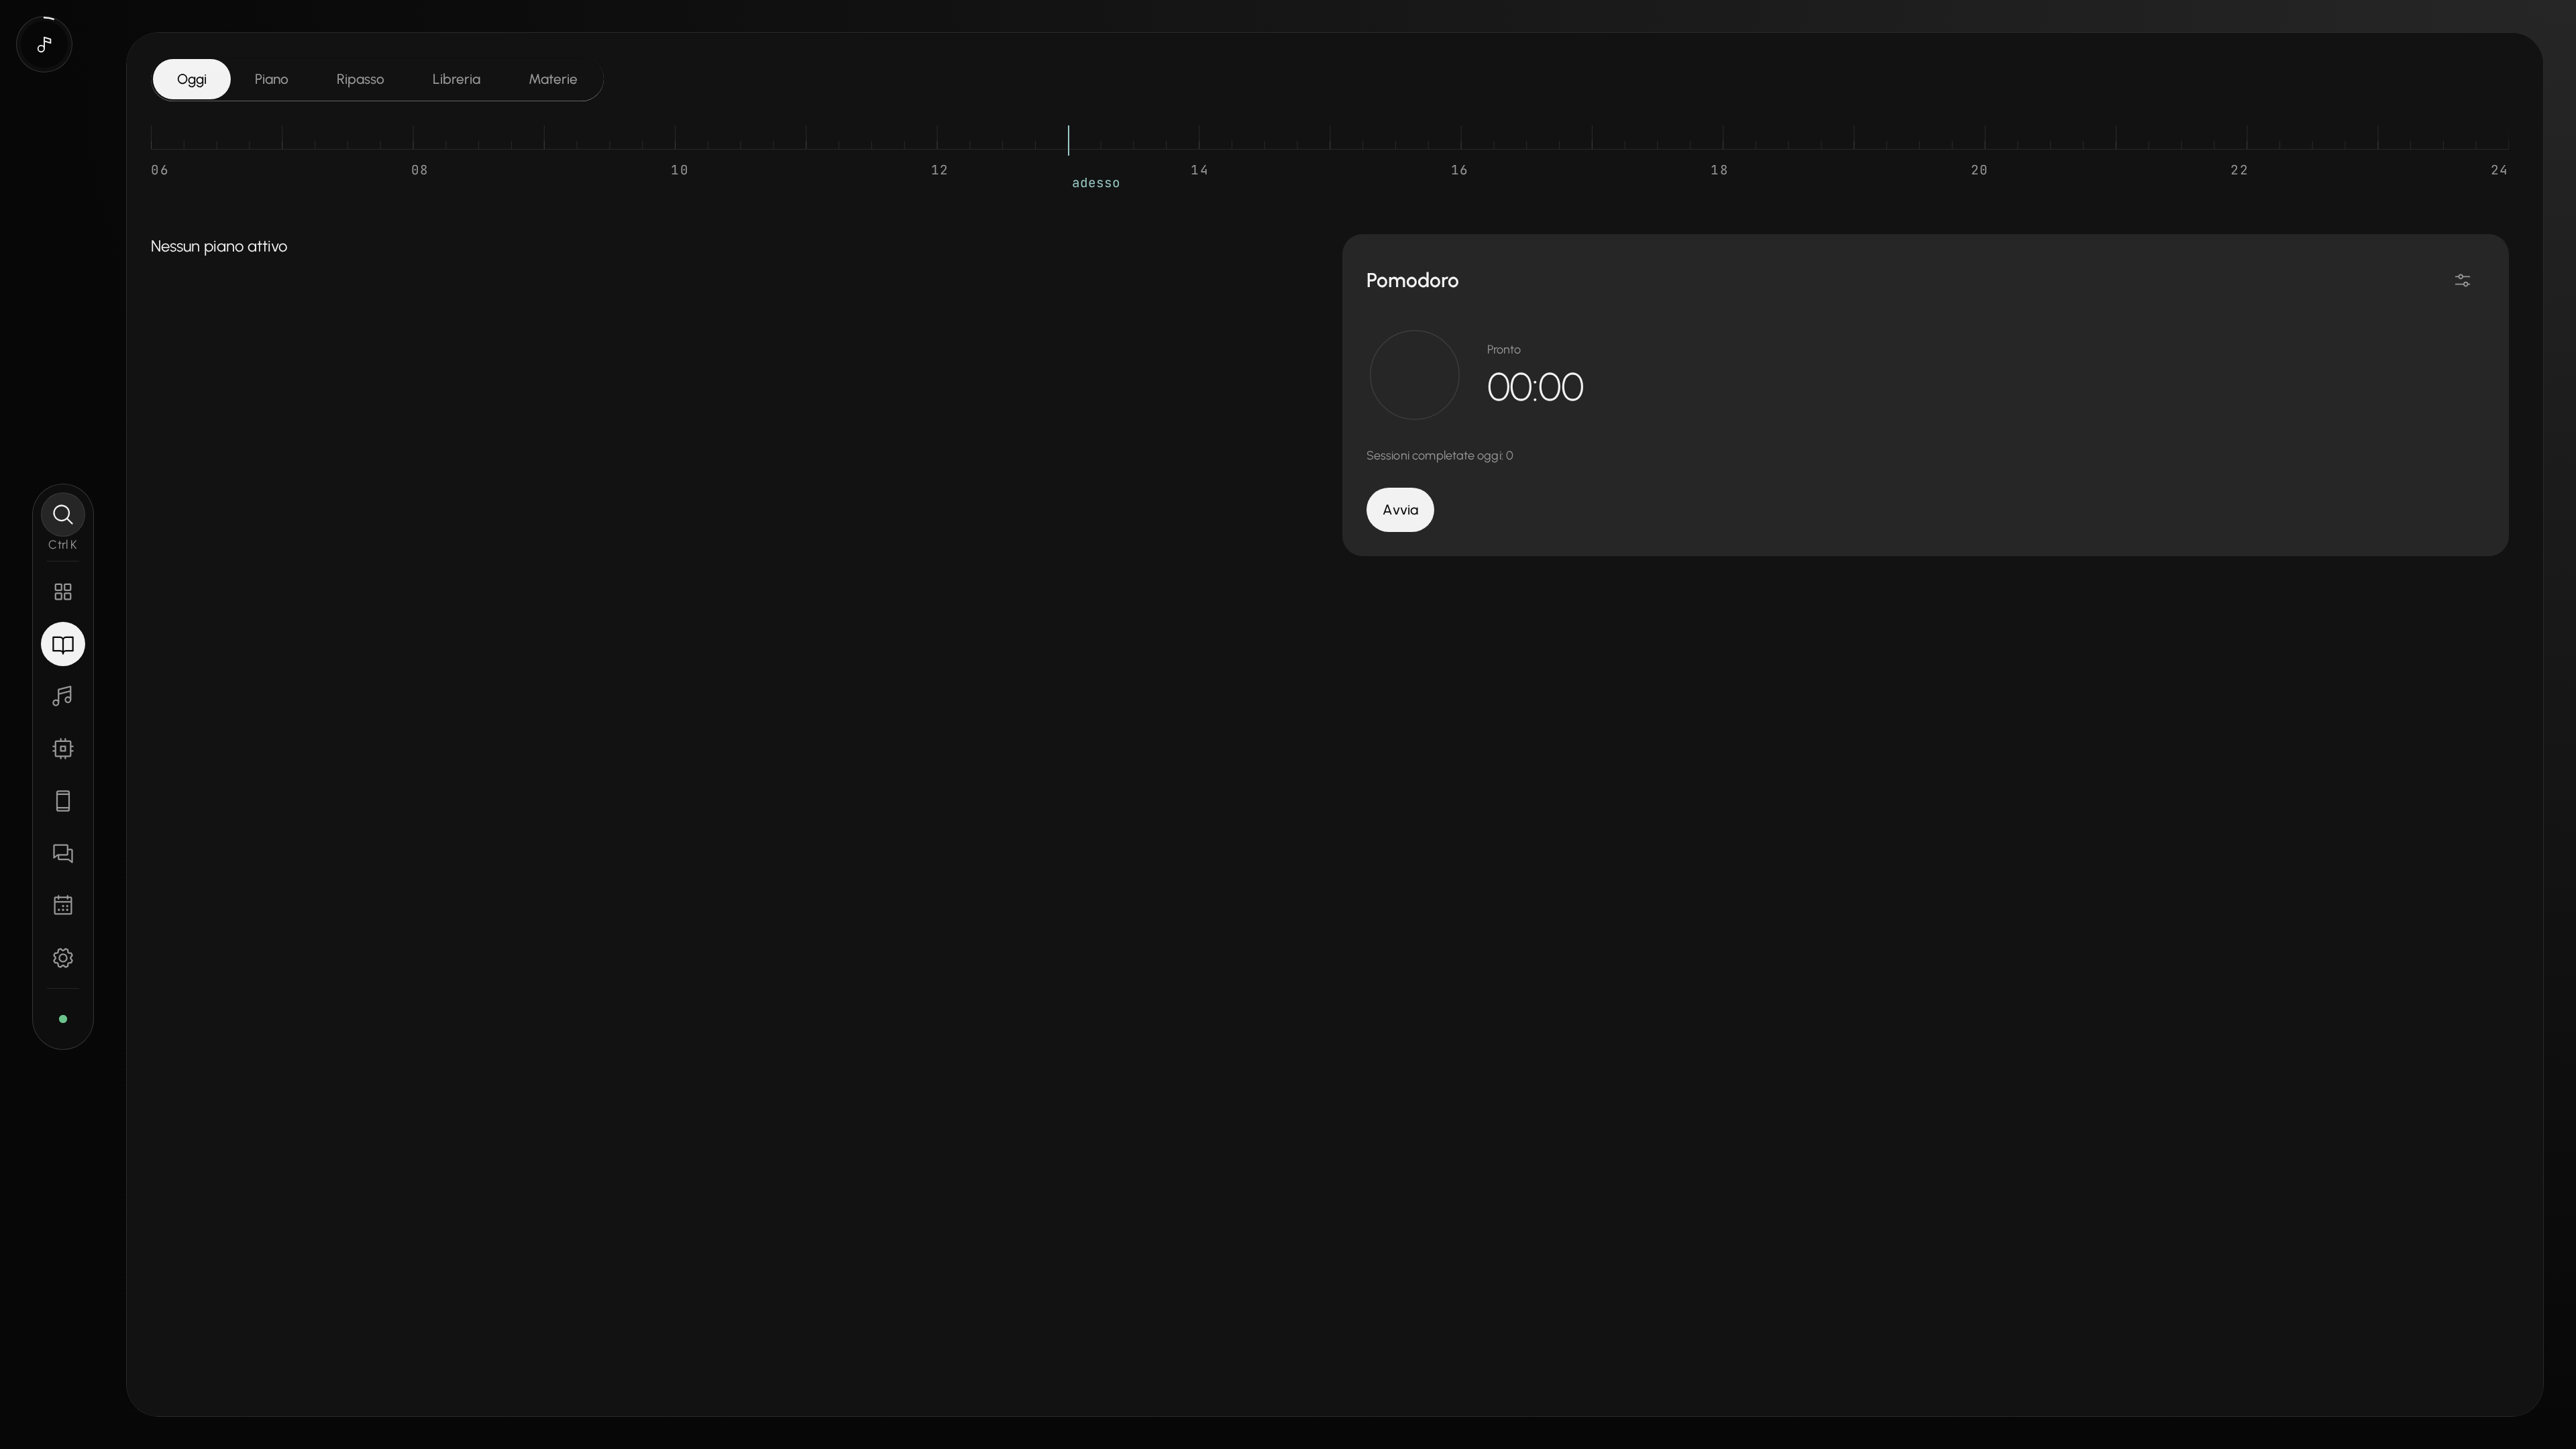 Oggi Piano Ripasso Libreria Materie
06 08 10 12 14 16 18 20 22 24
adesso
Nessun piano attivo
Pomodoro
Pronto
00:00
Sessioni completate oggi: 0
Avvia
Ctrl K